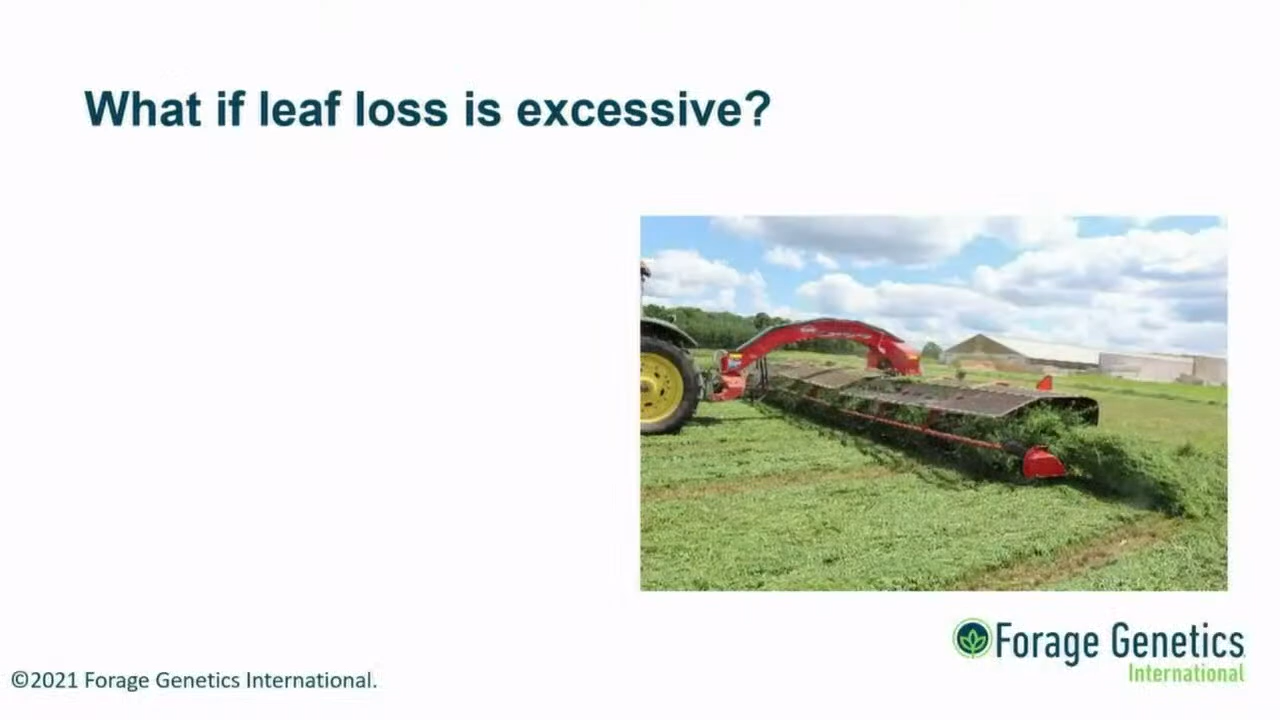 What if leaf loss is excessive?
Forage Genetics
International
©2021 Forage Genetics International.